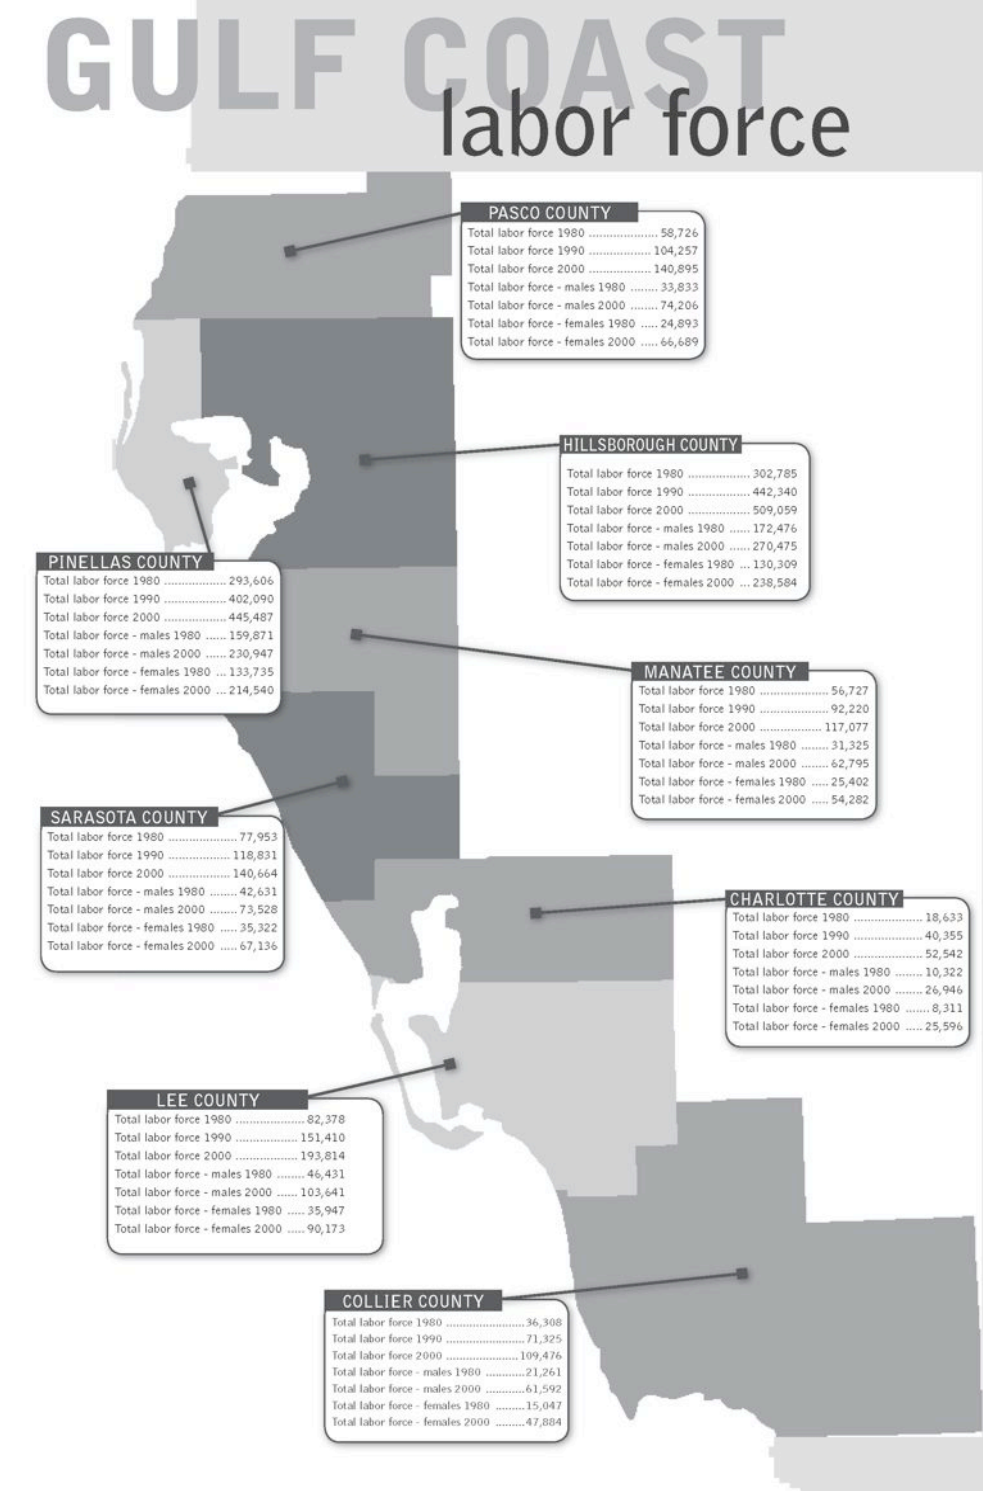 GULF COAST
labor force
PASCO COUNTY
Total labor force 1980 .................... 58,726
Total labor force 1990 .................. 104,257
Total labor force 2000 .................. 140,895
Total labor force - males 1980 ........ 33,833
Total labor force - males 2000 ........ 74,206
Total labor force - females 1980 ..... 24,893
Total labor force - females 2000 ..... 66,689
HILLSBOROUGH COUNTY
Total labor force 1980 .................. 302,785
Total labor force 1990 .................. 442,340
Total labor force 2000 .................. 509,059
Total labor force - males 1980 ...... 172,476
Total labor force - males 2000 ...... 270,475
Total labor force - females 1980 ... 130,309
Total labor force - females 2000 ... 238,584
PINELLAS COUNTY
Total labor force 1980 .................. 293,606
Total labor force 1990 .................. 402,090
Total labor force 2000 .................. 445,487
Total labor force - males 1980 ...... 159,871
Total labor force - males 2000 ...... 230,947
Total labor force - females 1980 ... 133,735
Total labor force - females 2000 ... 214,540
MANATEE COUNTY
Total labor force 1980 .................... 56,727
Total labor force 1990 .................... 92,220
Total labor force 2000 .................. 117,077
Total labor force - males 1980 ........ 31,325
Total labor force - males 2000 ........ 62,795
Total labor force - females 1980 ..... 25,402
Total labor force - females 2000 ..... 54,282
SARASOTA COUNTY
Total labor force 1980 .................... 77,953
Total labor force 1990 .................. 118,831
Total labor force 2000 .................. 140,664
Total labor force - males 1980 ........ 42,631
Total labor force - males 2000 ........ 73,528
Total labor force - females 1980 ..... 35,322
Total labor force - females 2000 ..... 67,136
CHARLOTTE COUNTY
Total labor force 1980 .................... 18,633
Total labor force 1990 .................... 40,355
Total labor force 2000 .................... 52,542
Total labor force - males 1980 ........ 10,322
Total labor force - males 2000 ........ 26,946
Total labor force - females 1980 ....... 8,311
Total labor force - females 2000 ..... 25,596
LEE COUNTY
Total labor force 1980 .................... 82,378
Total labor force 1990 .................. 151,410
Total labor force 2000 .................. 193,814
Total labor force - males 1980 ........ 46,431
Total labor force - males 2000 ...... 103,641
Total labor force - females 1980 ..... 35,947
Total labor force - females 2000 ..... 90,173
COLLIER COUNTY
Total labor force 1980 ........................36,308
Total labor force 1990 ........................71,325
Total labor force 2000 ......................109,476
Total labor force - males 1980 ............21,261
Total labor force - males 2000 ............61,592
Total labor force - females 1980 .........15,047
Total labor force - females 2000 .........47,884